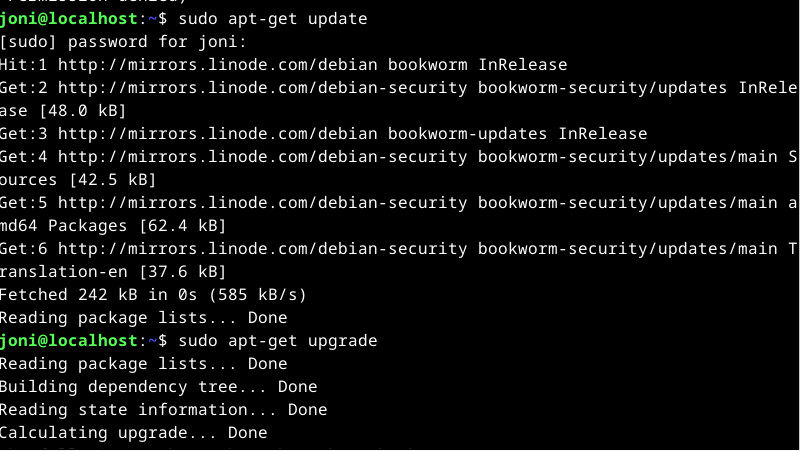 joni@localhost:~$ sudo apt-get update
[sudo] password for joni:
Hit:1 http://mirrors.linode.com/debian bookworm InRelease
Get:2 http://mirrors.linode.com/debian-security bookworm-security/updates InRele
ase [48.0 kB]
Get:3 http://mirrors.linode.com/debian bookworm-updates InRelease
Get:4 http://mirrors.linode.com/debian-security bookworm-security/updates/main S
ources [42.5 kB]
Get:5 http://mirrors.linode.com/debian-security bookworm-security/updates/main a
md64 Packages [62.4 kB]
Get:6 http://mirrors.linode.com/debian-security bookworm-security/updates/main T
ranslation-en [37.6 kB]
Fetched 242 kB in 0s (585 kB/s)
Reading package lists... Done
joni@localhost:~$ sudo apt-get upgrade
Reading package lists... Done
Building dependency tree... Done
Reading state information... Done
Calculating upgrade... Done